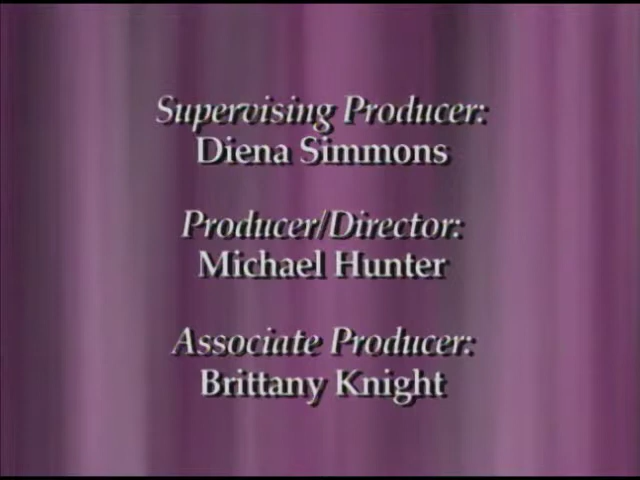 Supervising Producer:
Diena Simmons
Producer/Director:
Michael Hunter
Associate Producer:
Brittany Knight